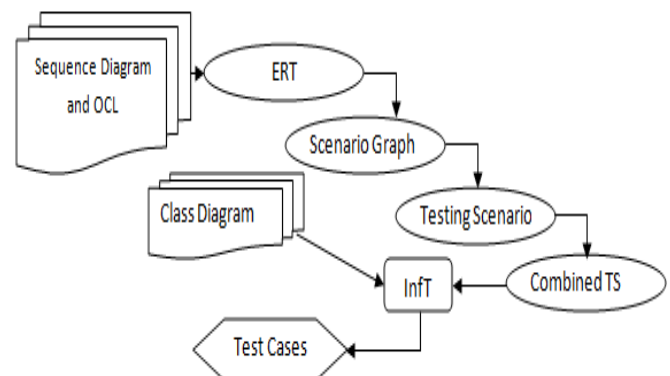 Sequence Diagram
and OCL
ERT
Scenario Graph
Class Diagram
Testing Scenario
InfT
Combined TS
Test Cases